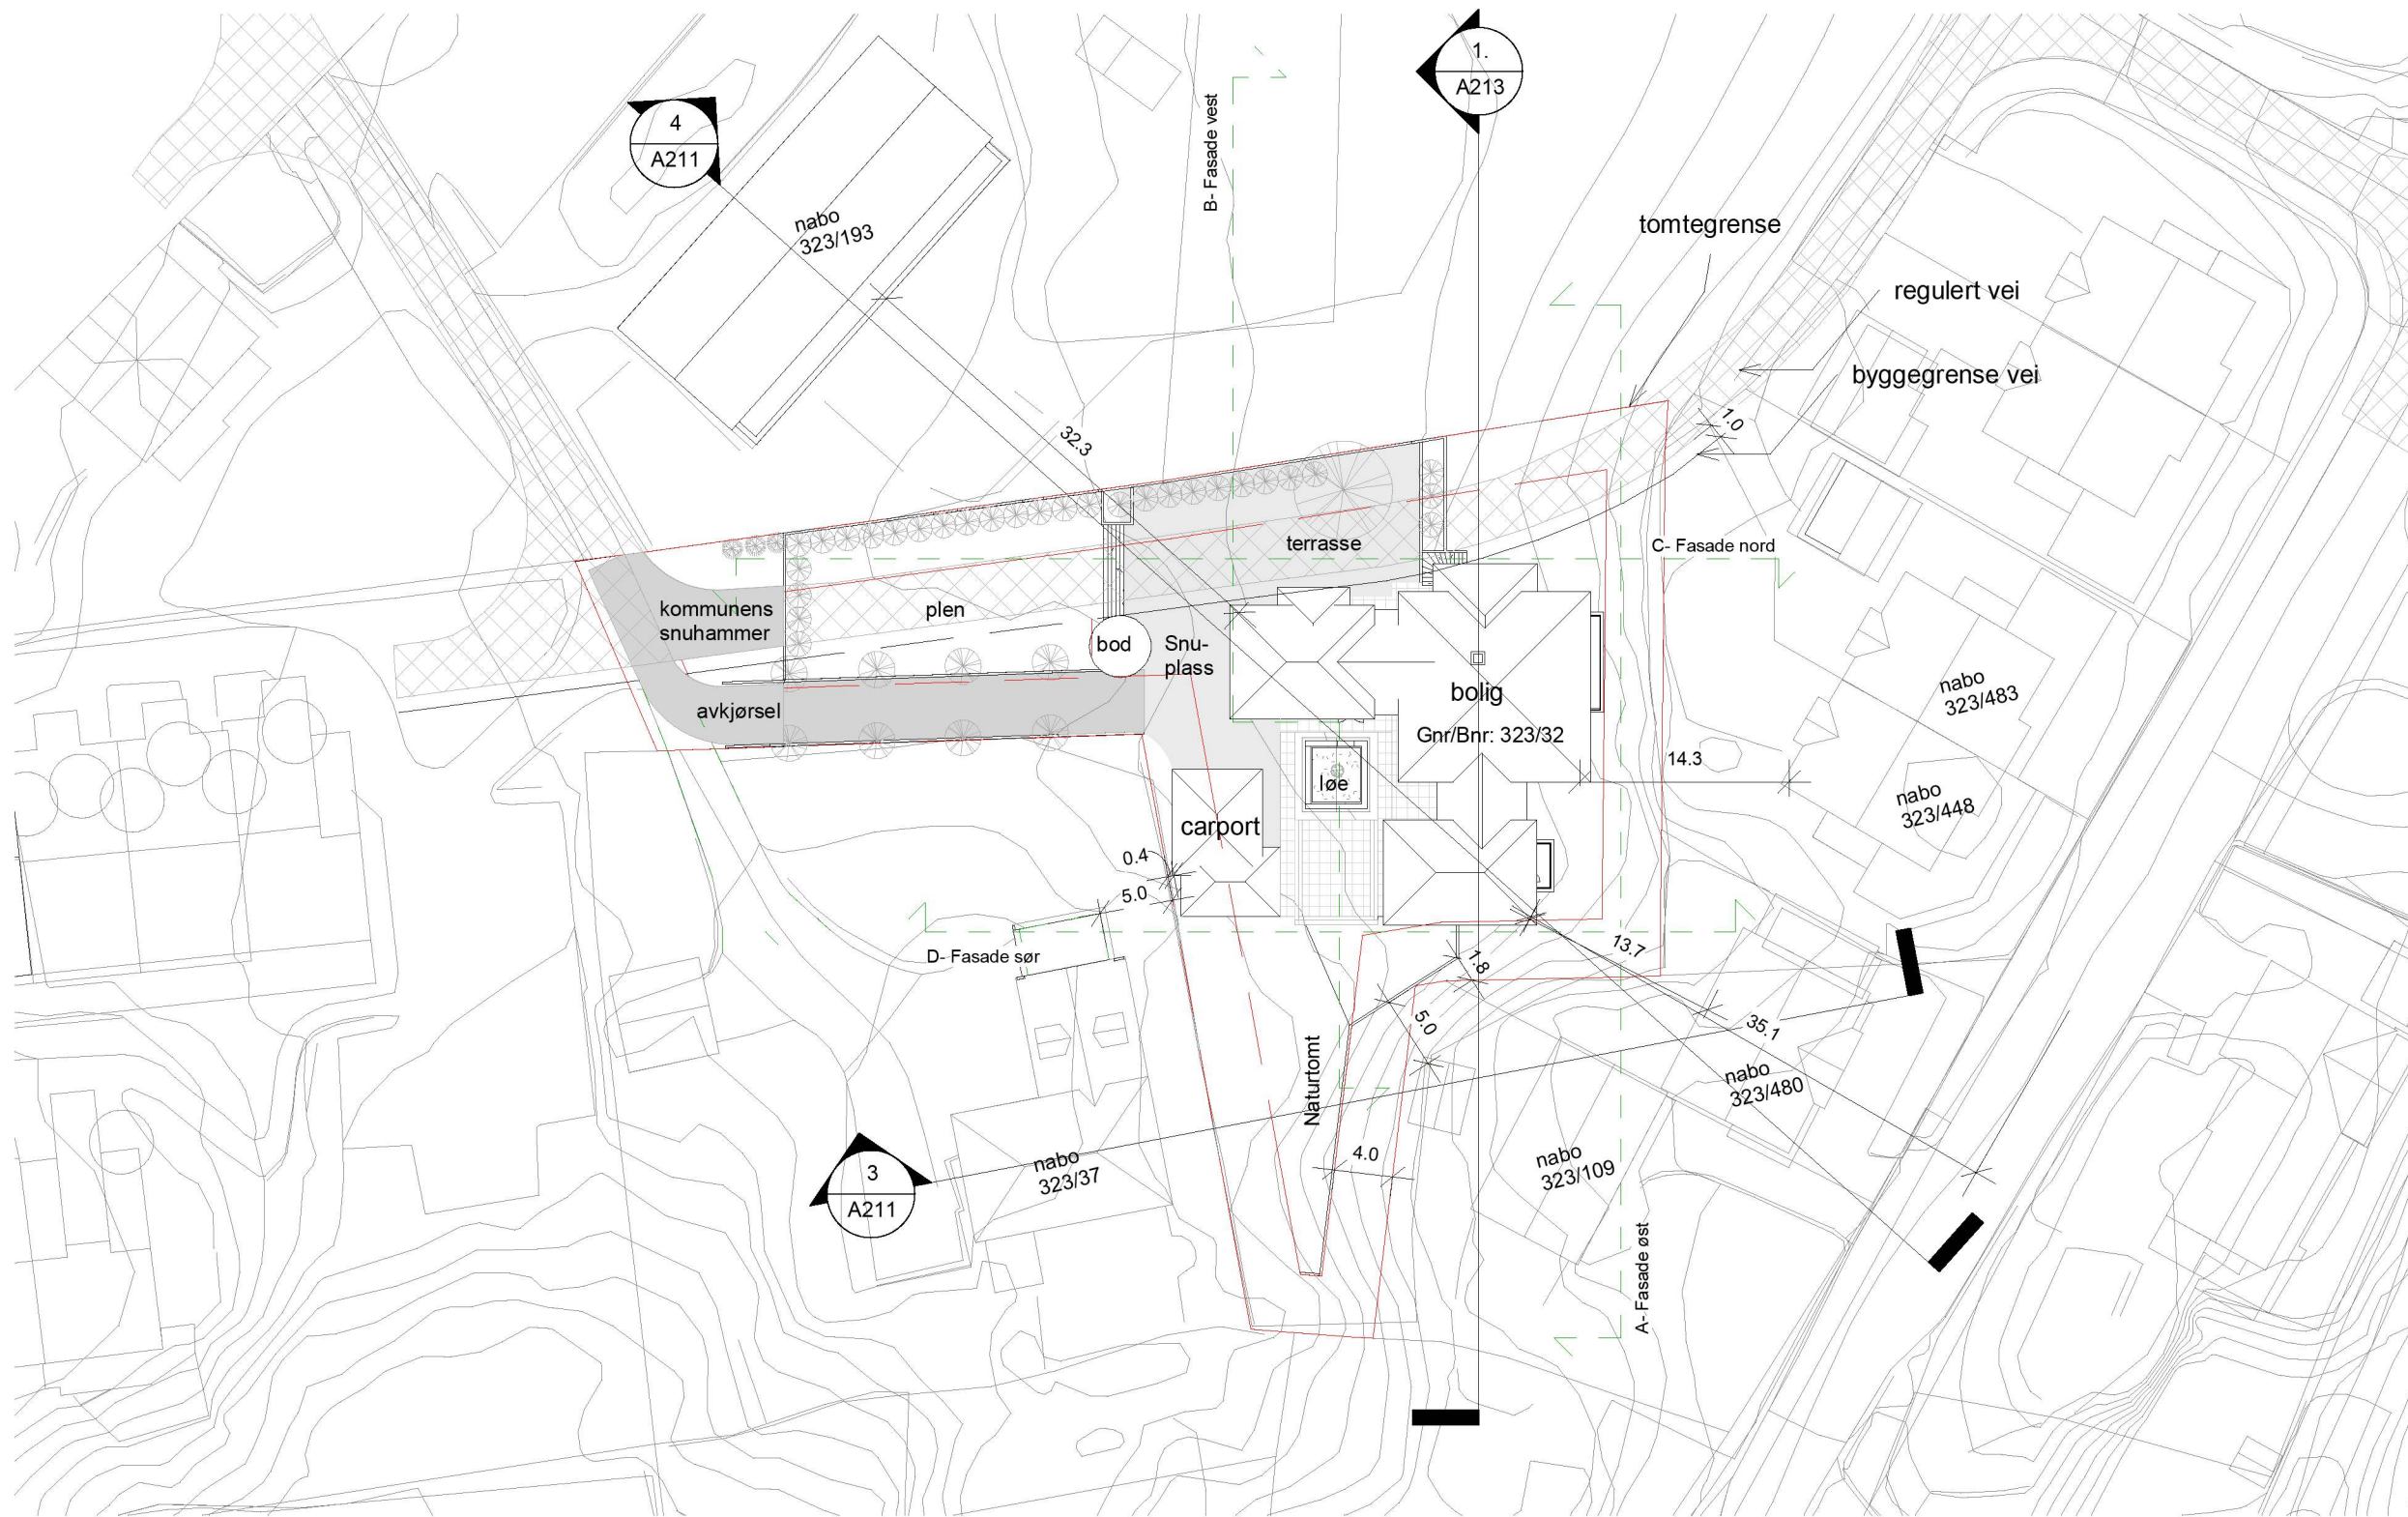 1.
A213
4
A211
B- Fasade vest
nabo
323/193
tomtegrense
regulert vei
byggegrense vei
1.0
32.3
terrasse
C- Fasade nord
kommunens
snuhammer
plen
bod
Snu-
plass
avkjørsel
bolig
Gnr/Bnr: 323/32
nabo
323/483
14.3
løe
nabo
323/448
carport
0.4
5.0
D- Fasade sør
13.7
1.8
5.0
35.1
Naturtomt
nabo
323/480
4.0
nabo
323/37
nabo
323/109
3
A211
A- Fasade øst